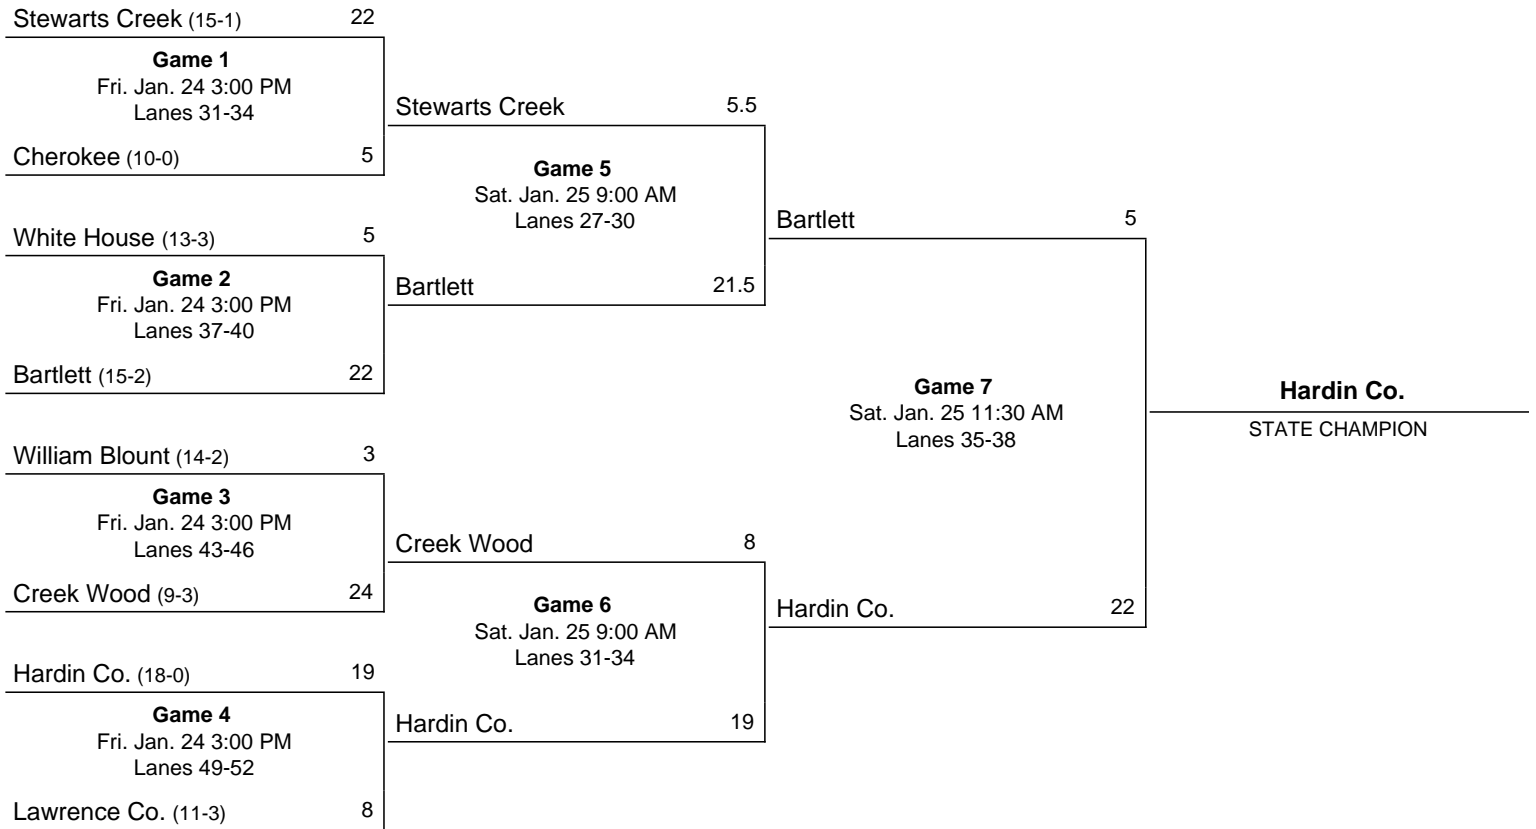 Stewarts Creek (15-1) 22
Game 1
Fri. Jan. 24 3:00 PM
Lanes 31-34
Cherokee (10-0) 5
White House (13-3) 5
Game 2
Fri. Jan. 24 3:00 PM
Lanes 37-40
Bartlett (15-2) 22
William Blount (14-2) 3
Game 3
Fri. Jan. 24 3:00 PM
Lanes 43-46
Creek Wood (9-3) 24
Hardin Co. (18-0) 19
Game 4
Fri. Jan. 24 3:00 PM
Lanes 49-52
Lawrence Co. (11-3) 8
Stewarts Creek 5.5
Game 5
Sat. Jan. 25 9:00 AM
Lanes 27-30
Bartlett 21.5
Creek Wood 8
Game 6
Sat. Jan. 25 9:00 AM
Lanes 31-34
Hardin Co. 19
Bartlett 5
Game 7
Sat. Jan. 25 11:30 AM
Lanes 35-38
Hardin Co. 22
Hardin Co.
STATE CHAMPION